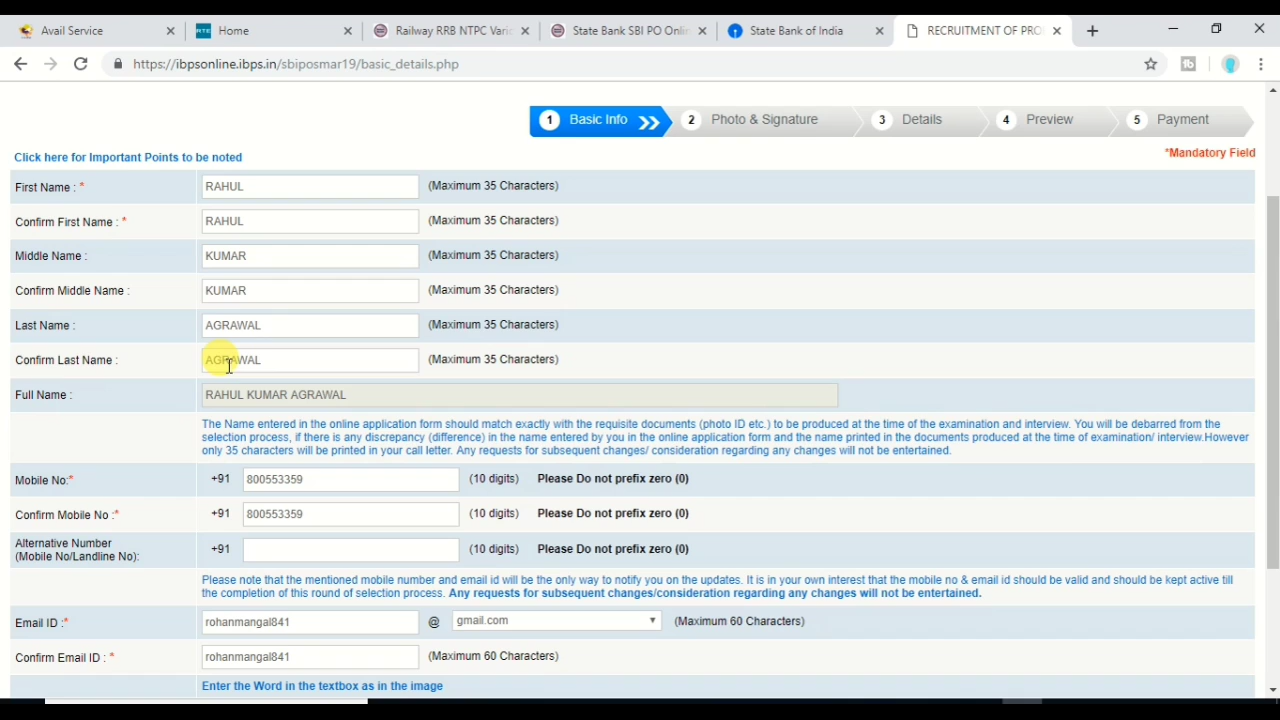 Avail Service
Home
Railway RRB NTPC Vari
State Bank SBI PO Onli
State Bank of India
RECRUITMENT OF PRO
https://ibpsonline.ibps.in/sbiposmar19/basic_details.php
1 Basic Info
2 Photo & Signature
3 Details
4 Preview
5 Payment
Click here for Important Points to be noted
*Mandatory Field
First Name : * RAHUL (Maximum 35 Characters)
Confirm First Name : * RAHUL (Maximum 35 Characters)
Middle Name : KUMAR (Maximum 35 Characters)
Confirm Middle Name : KUMAR (Maximum 35 Characters)
Last Name : AGRAWAL (Maximum 35 Characters)
Confirm Last Name : AGRAWAL (Maximum 35 Characters)
Full Name : RAHUL KUMAR AGRAWAL
The Name entered in the online application form should match exactly with the requisite documents (photo ID etc.) to be produced at the time of the examination and interview. You will be debarred from the
selection process, if there is any discrepancy (difference) in the name entered by you in the online application form and the name printed in the documents produced at the time of examination/ interview.However
only 35 characters will be printed in your call letter. Any requests for subsequent changes/ consideration regarding any changes will not be entertained.
Mobile No:* +91 800553359 (10 digits) Please Do not prefix zero (0)
Confirm Mobile No :* +91 800553359 (10 digits) Please Do not prefix zero (0)
Alternative Number
(Mobile No/Landline No): +91 (10 digits) Please Do not prefix zero (0)
Please note that the mentioned mobile number and email id will be the only way to notify you on the updates. It is in your own interest that the mobile no & email id should be valid and should be kept active till
the completion of this round of selection process. Any requests for subsequent changes/consideration regarding any changes will not be entertained.
Email ID :* rohanmangal841 @ gmail.com (Maximum 60 Characters)
Confirm Email ID : * rohanmangal841 (Maximum 60 Characters)
Enter the Word in the textbox as in the image